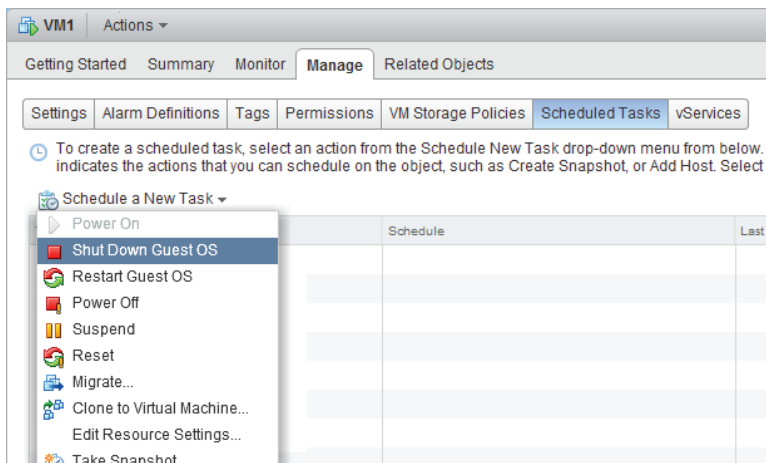 VM1 Actions
Getting Started Summary Monitor Manage Related Objects
Settings Alarm Definitions Tags Permissions VM Storage Policies Scheduled Tasks vServices
To create a scheduled task, select an action from the Schedule New Task drop-down menu from below.
indicates the actions that you can schedule on the object, such as Create Snapshot, or Add Host. Select
Schedule a New Task
Power On
Schedule Last
Shut Down Guest OS
Restart Guest OS
Power Off
Suspend
Reset
Migrate...
Clone to Virtual Machine...
Edit Resource Settings...
Take Snapshot